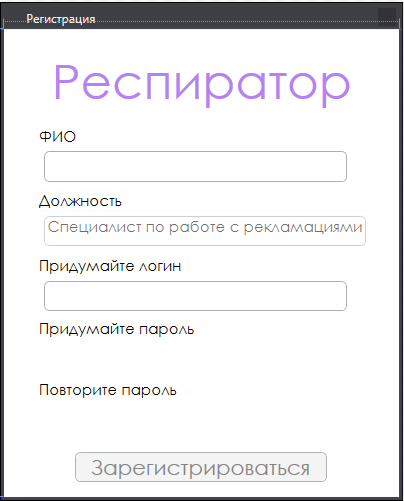 Регистрация
Респиратор
ФИО
Должность
Специалист по работе с рекламациями
Придумайте логин
Придумайте пароль
Повторите пароль
Зарегистрироваться